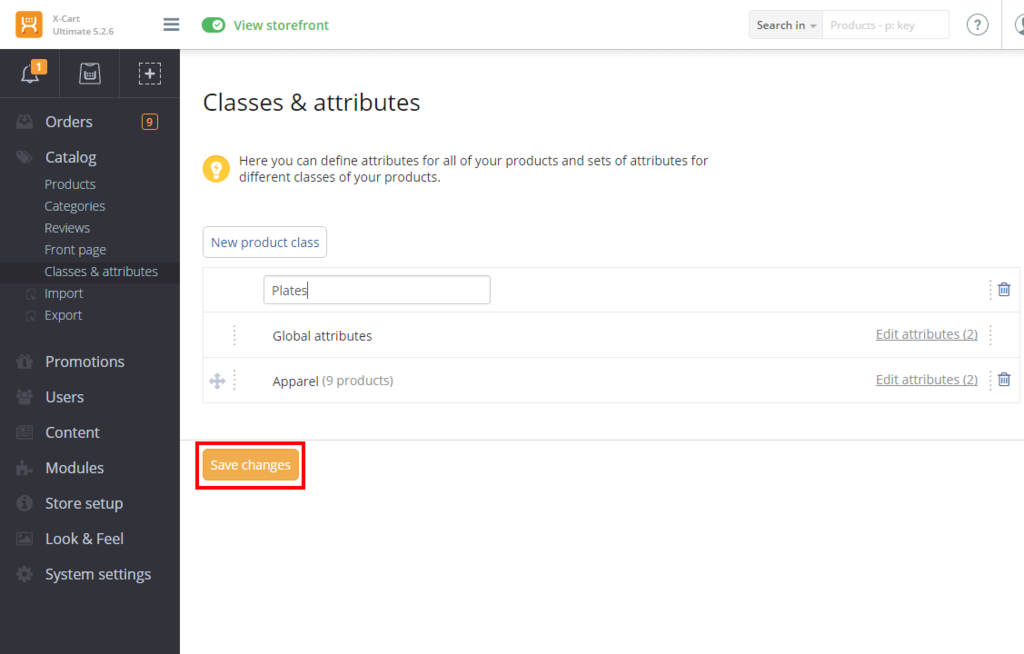 X-Cart
Ultimate 5.2.6
View storefront
Search in
Products - p: key
?
1
Orders
9
Catalog
Products
Categories
Reviews
Front page
Classes & attributes
Import
Export
Promotions
Users
Content
Modules
Store setup
Look & Feel
System settings
Classes & attributes
Here you can define attributes for all of your products and sets of attributes for
different classes of your products.
New product class
Plates
Global attributes
Edit attributes (2)
Apparel (9 products)
Edit attributes (2)
Save changes